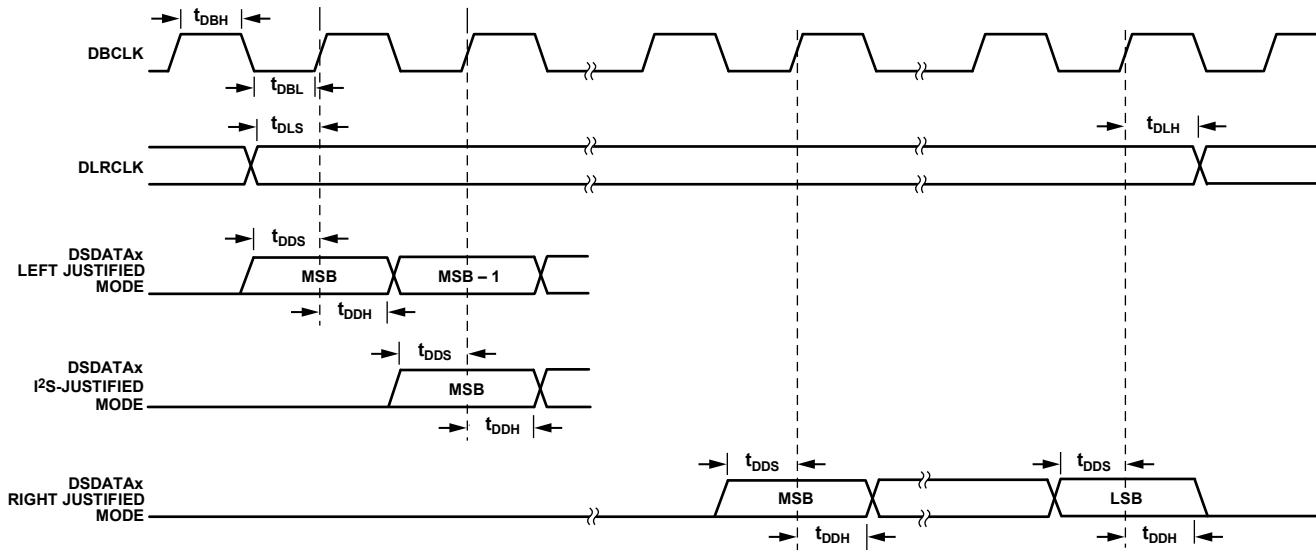 tDBH
DBCLK
tDBL
tDLS
tDLH
DLRCLK
tDDS
DSDATAx
LEFT JUSTIFIED
MODE
MSB
MSB – 1
tDDH
tDDS
DSDATAx
I2S-JUSTIFIED
MODE
MSB
tDDH
tDDS
tDDS
DSDATAx
RIGHT JUSTIFIED
MODE
MSB
LSB
tDDH
tDDH